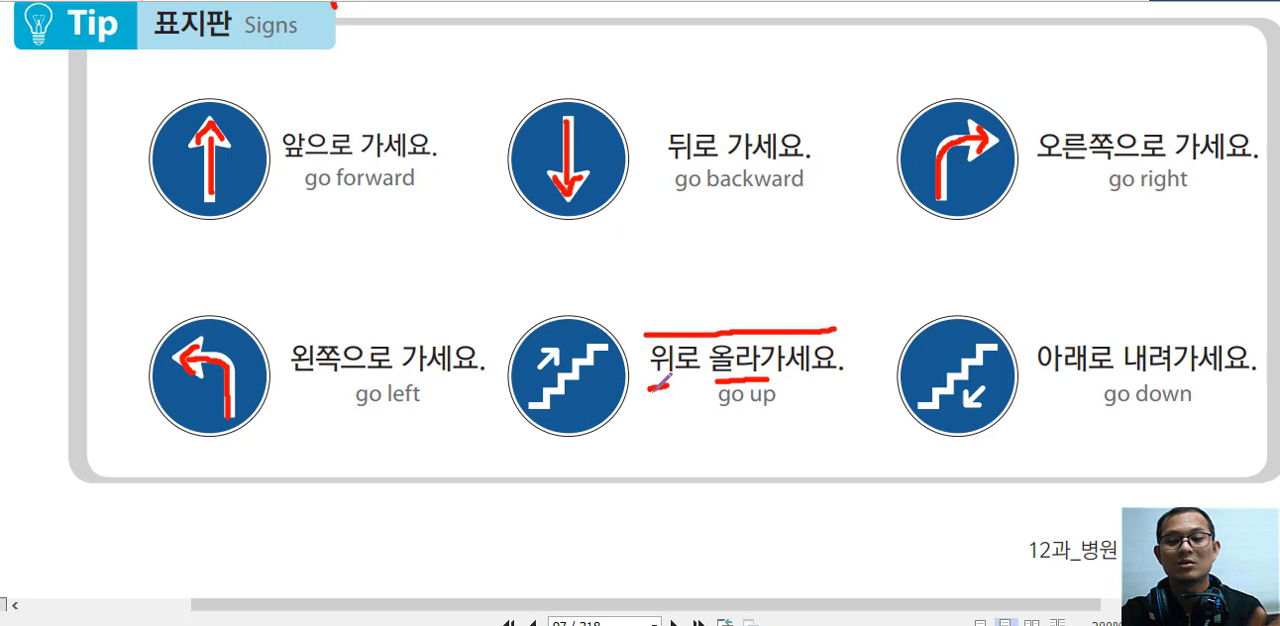 Tip 표지판 Signs
앞으로 가세요.
go forward
뒤로 가세요.
go backward
오른쪽으로 가세요.
go right
왼쪽으로 가세요.
go left
위로 올라가세요.
go up
아래로 내려가세요.
go down
12과_병원